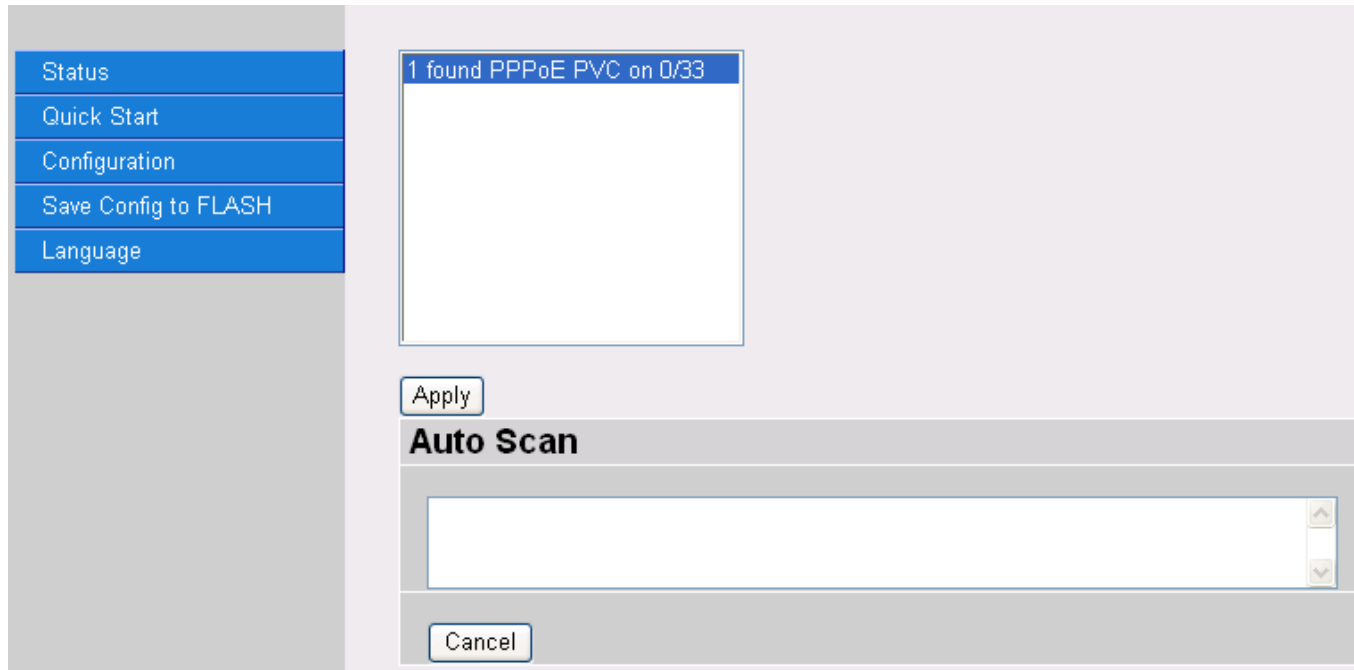 Status
Quick Start
Configuration
Save Config to FLASH
Language
1 found PPPoE PVC on 0/33
Apply
Auto Scan
Cancel